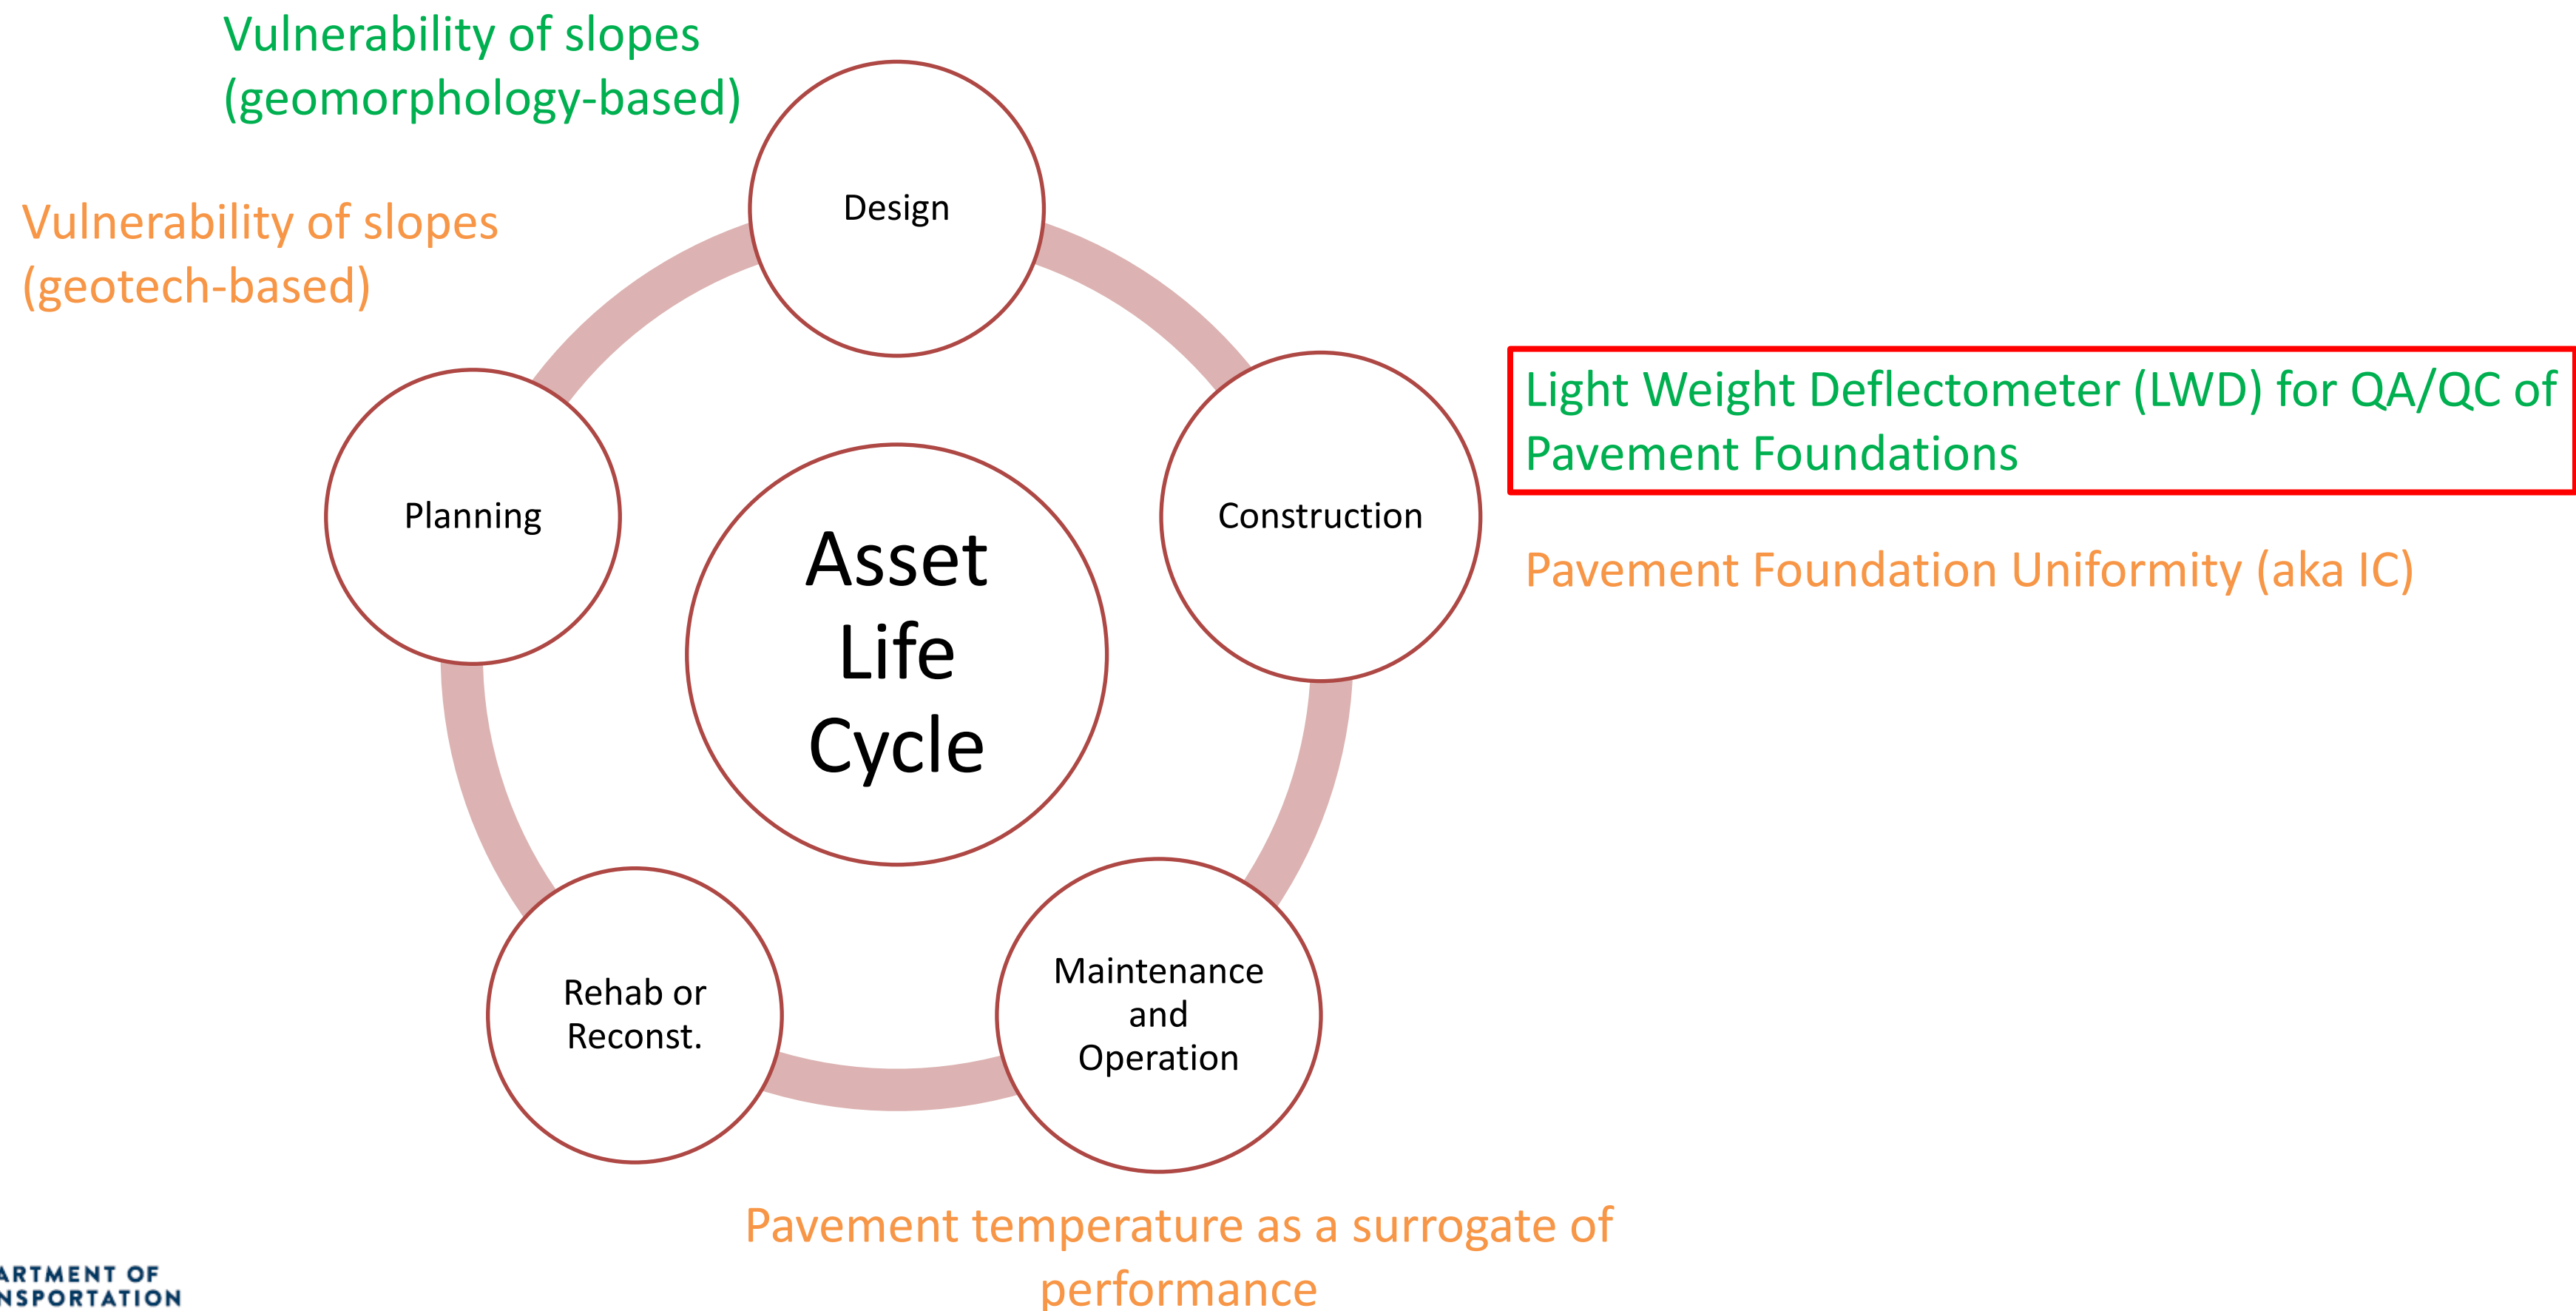 Vulnerability of slopes
(geomorphology-based)
Vulnerability of slopes
(geotech-based)
Design
Planning
Construction
Asset
Life
Cycle
Light Weight Deflectometer (LWD) for QA/QC of
Pavement Foundations
Pavement Foundation Uniformity (aka IC)
Rehab or
Reconst.
Maintenance
and
Operation
Pavement temperature as a surrogate of
performance
ARTMENT OF
NSPORTATION